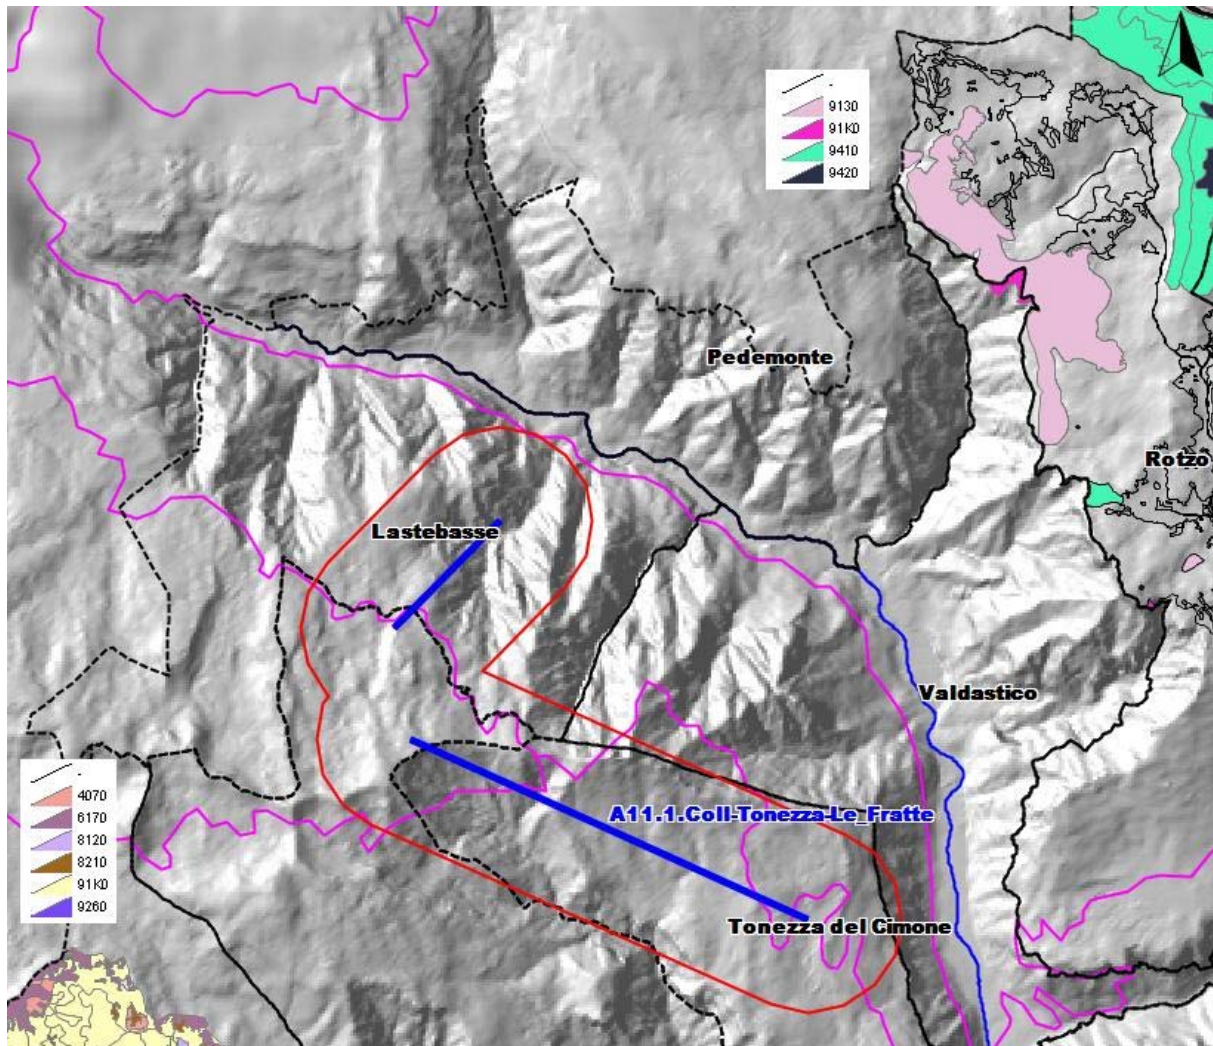 -
9130
91K0
9410
9420
Pedemonte
Rotzo
Lastebasse
Valdastico
-
4070
6170
8120
8210
91K0
9260
A11.1.Coll-Tonezza-Le_Fratte
Tonezza del Cimone